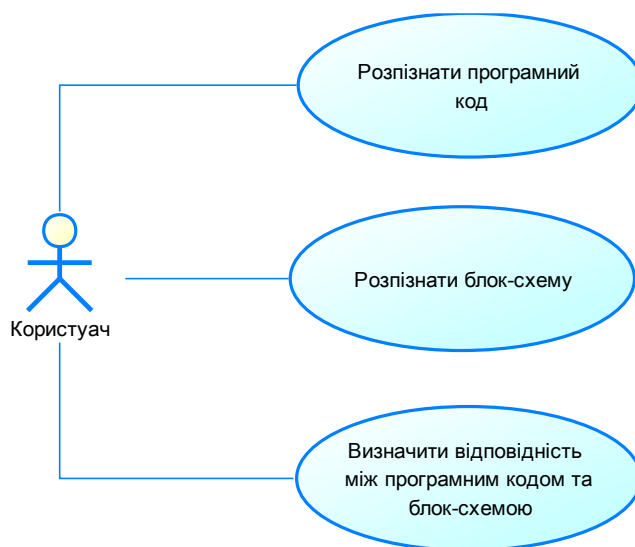 Розпізнати програмний
код
Розпізнати блок-схему
Користуач
Визначити відповідність
між програмним кодом та
блок-схемою